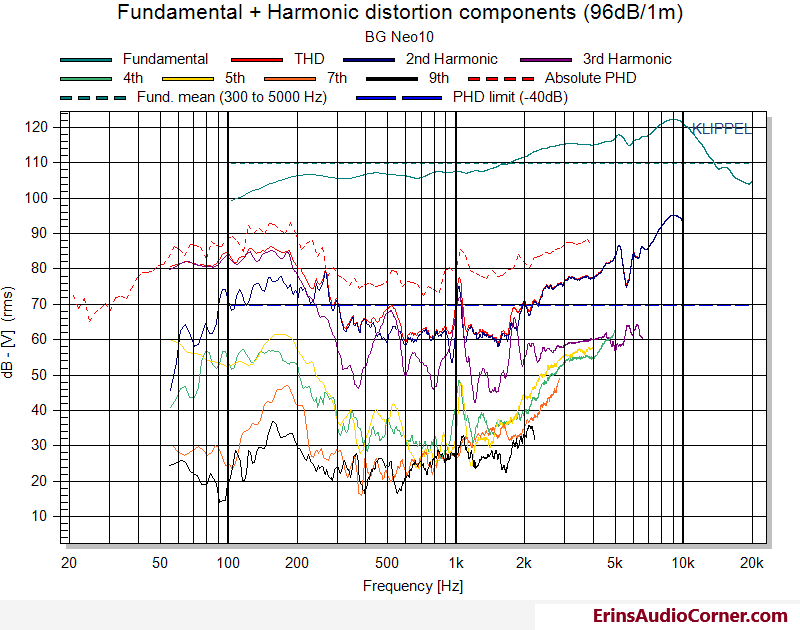 Fundamental + Harmonic distortion components (96dB/1m)
BG Neo10
Fundamental THD 2nd Harmonic 3rd Harmonic
4th 5th 7th 9th Absolute PHD
Fund. mean (300 to 5000 Hz) PHD limit (-40dB)
KLIPPEL
120
110
100
90
80
70
60
50
40
30
20
10
dB - [V] (rms)
20 50 100 200 500 1k 2k 5k 10k 20k
Frequency [Hz]
ErinsAudioCorner.com